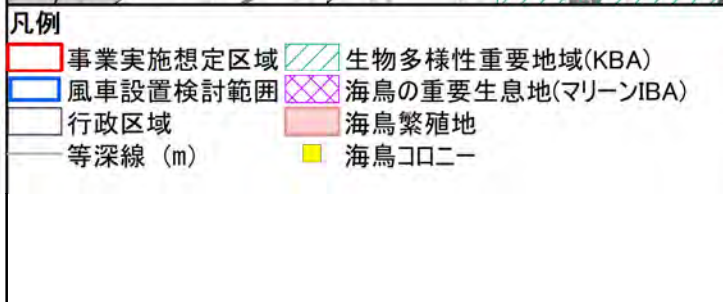 凡例
事業実施想定区域 生物多様性重要地域(KBA)
風車設置検討範囲 海鳥の重要生息地(マリーンIBA)
行政区域 海鳥繁殖地
等深線 (m) 海鳥コロニー